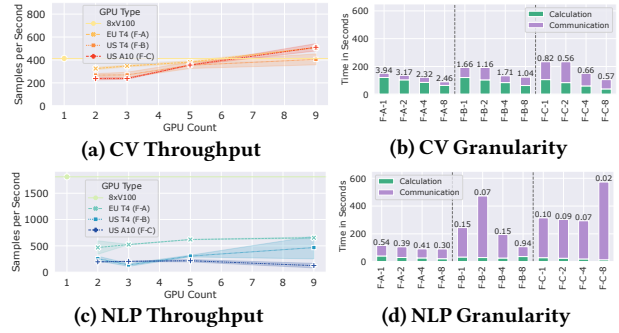 Samples per Second
800
600
400
200
0
GPU Type
8xV100
EU T4 (F-A)
US T4 (F-B)
US A10 (F-C)
1 2 3 4 5 6 7 8 9
GPU Count
(a) CV Throughput
Time in Seconds
600
400
200
0
Calculation
Communication
3.94 3.17 2.32 2.46 1.66 1.16 1.71 1.04 0.82 0.56 0.66 0.57
F-A-1 F-A-2 F-A-4 F-A-8 F-B-1 F-B-2 F-B-4 F-B-8 F-C-1 F-C-2 F-C-4 F-C-8
(b) CV Granularity
Samples per Second
1500
1000
500
0
GPU Type
8xV100
EU T4 (F-A)
US T4 (F-B)
US A10 (F-C)
1 2 3 4 5 6 7 8 9
GPU Count
(c) NLP Throughput
Time in Seconds
600
400
200
0
Calculation
Communication
0.54 0.39 0.41 0.30 0.15 0.07 0.15 0.94 0.10 0.09 0.07 0.02
F-A-1 F-A-2 F-A-4 F-A-8 F-B-1 F-B-2 F-B-4 F-B-8 F-C-1 F-C-2 F-C-4 F-C-8
(d) NLP Granularity